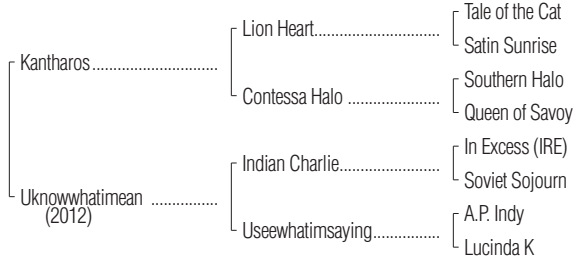 Tale of the Cat
Lion Heart
Satin Sunrise
Kantharos
Southern Halo
Contessa Halo
Queen of Savoy
In Excess (IRE)
Indian Charlie
Soviet Sojourn
Uknowwhatimean
(2012)
A.P. Indy
Useewhatimsaying
Lucinda K